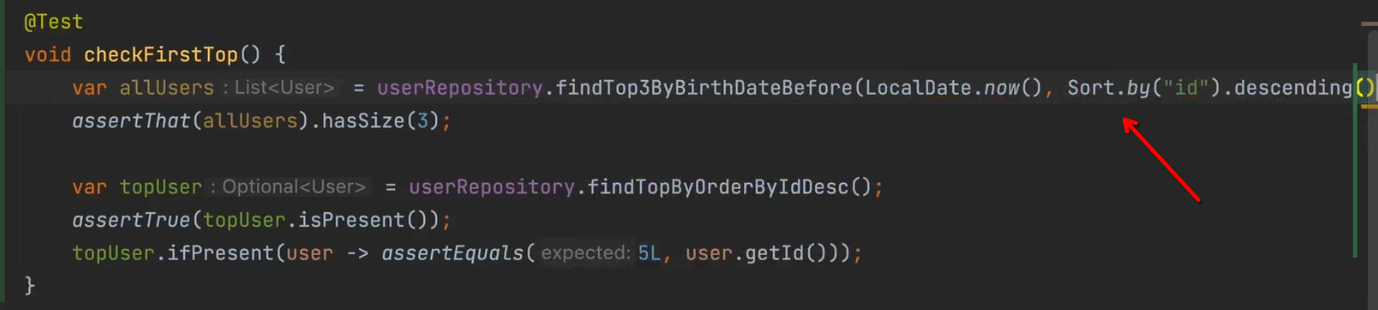 @Test
void checkFirstTop() {
var allUsers : List<User> = userRepository.findTop3ByBirthDateBefore(LocalDate.now(), Sort.by("id").descending()
assertThat(allUsers).hasSize(3);
var topUser : Optional<User> = userRepository.findTopByOrderByIdDesc();
assertTrue(topUser.isPresent());
topUser.ifPresent(user -> assertEquals( expected: 5L, user.getId()));
}